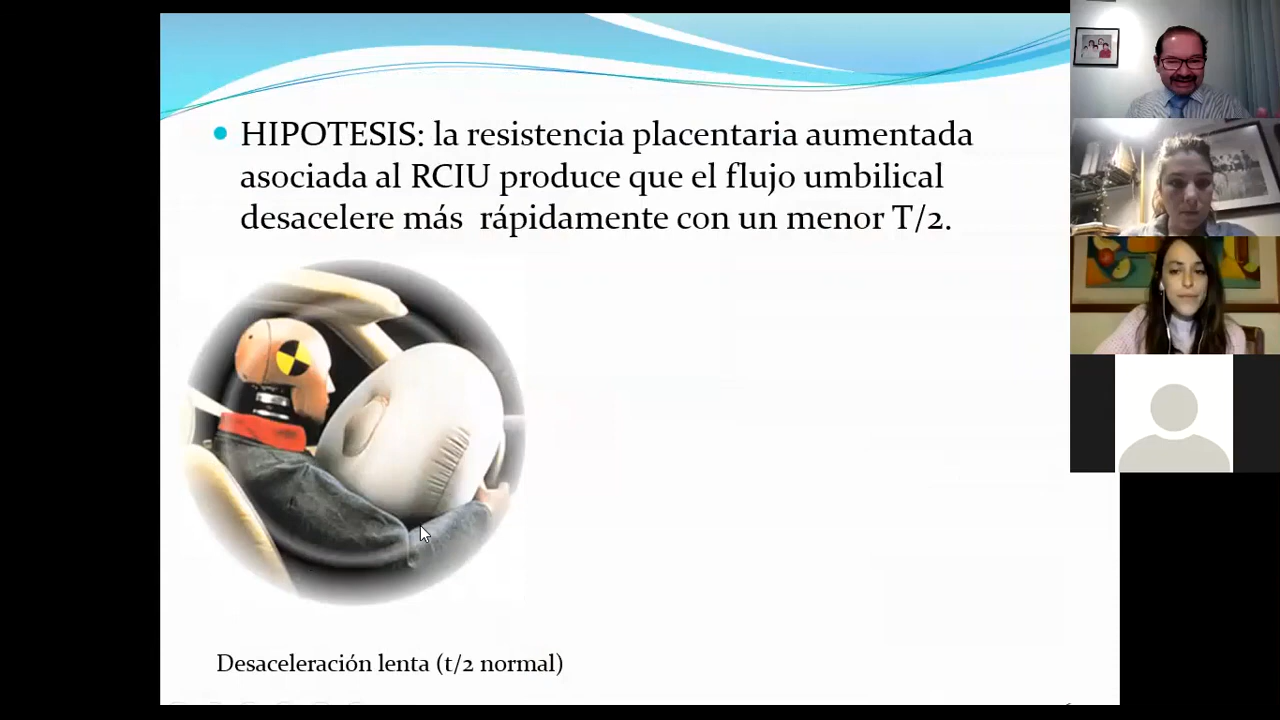 HIPOTESIS: la resistencia placentaria aumentada
asociada al RCIU produce que el flujo umbilical
desacelere más rápidamente con un menor T/2.
Desaceleración lenta (t/2 normal)